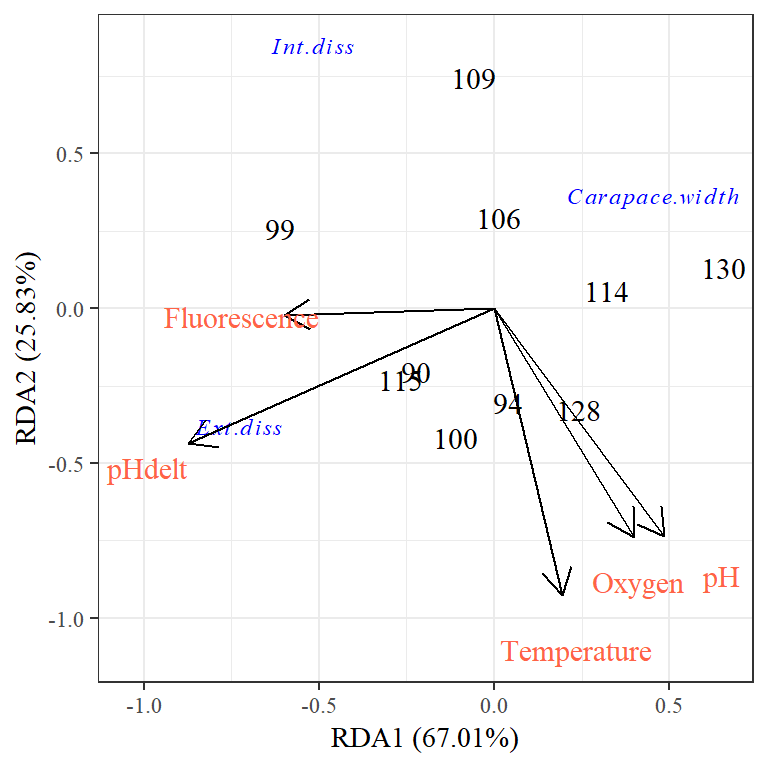 Int.diss
109
0.5
Carapace.width
99
106
130
114
0.0
Fluorescence
115
90
94
128
Ext.diss
100
-0.5
pHdelt
Oxygen
pH
-1.0
Temperature
-1.0
-0.5
0.0
0.5
RDA1 (67.01%)
RDA2 (25.83%)